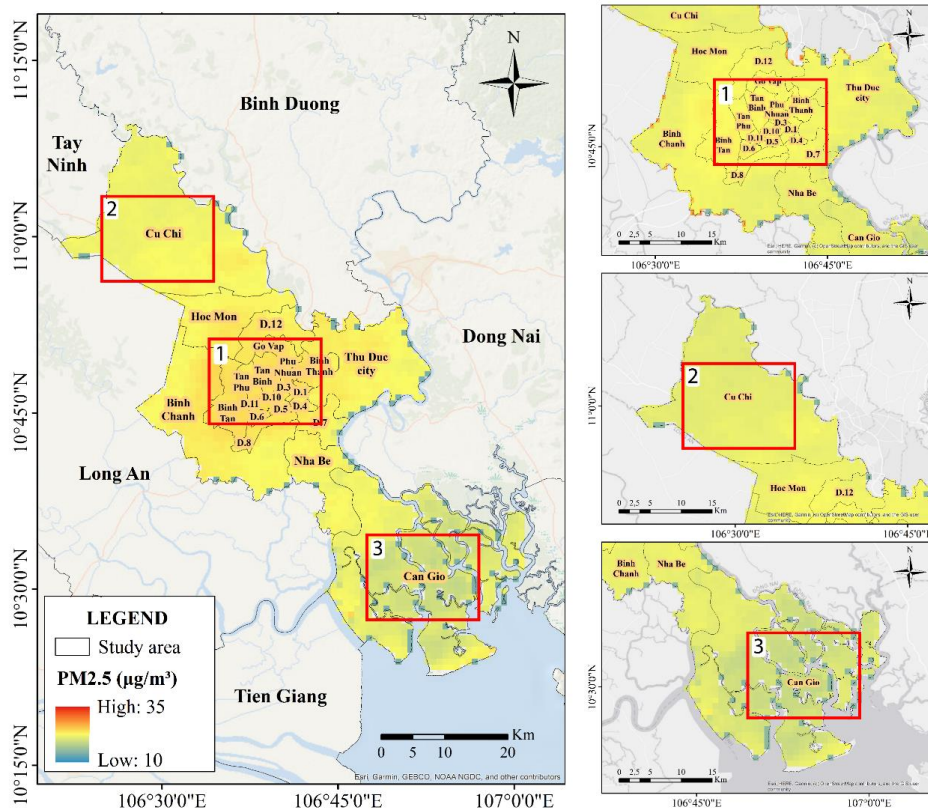 11°15'0"N
N
Binh Duong
Tay
Ninh
2
Cu Chi
11°0'0"N
Hoc Mon
D.12
Dong Nai
1
Go Vap
Phu
Nhuan
Binh
Thanh
Thu Duc
city
Tan
Phu
Tan
Binh
D.3
D.1
D.10
D.11
D.5
D.4
Binh
Chanh
Binh
Tan
D.6
D.7
D.8
10°45'0"N
Long An
Nha Be
3
Can Gio
10°30'0"N
LEGEND
Study area
PM2.5 (µg/m³)
High: 35
Low: 10
Tien Giang
Km
0 5 10 20
10°15'0"N
Esri, Garmin, GEBCO, NOAA NGDC, and other contributors
106°30'0"E 106°45'0"E 107°0'0"E
Cu Chi
N
Hoc Mon
D.12
Go Vap
Thu Duc
city
1
Tan
Binh
Phu
Nhuan
Binh
Thanh
Tan
Phu
D.3
D.10
D.1
D.11
D.5
D.4
D.6
Binh
Chanh
Binh
Tan
D.7
D.8
Nha Be
10°45'0"N
Can Gio
0 2,5 5 10 15
Km
106°30'0"E 106°45'0"E
N
2
Cu Chi
11°0'0"N
Hoc Mon
D.12
0 2,5 5 10 15
Km
106°30'0"E 106°45'0"E
Binh
Chanh
Nha Be
N
3
Can Gio
10°30'0"N
0 2,5 5 10 15
Km
106°45'0"E 107°0'0"E